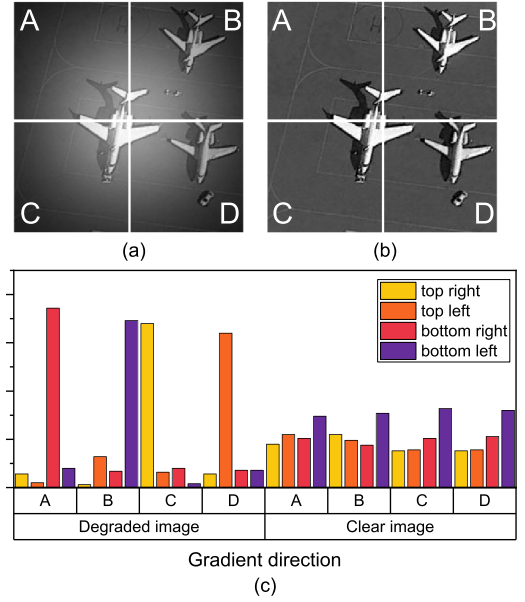 A B
C D
(a)
A B
C D
(b)
top right
top left
bottom right
bottom left
A B C D A B C D
Degraded image Clear image
Gradient direction
(c)